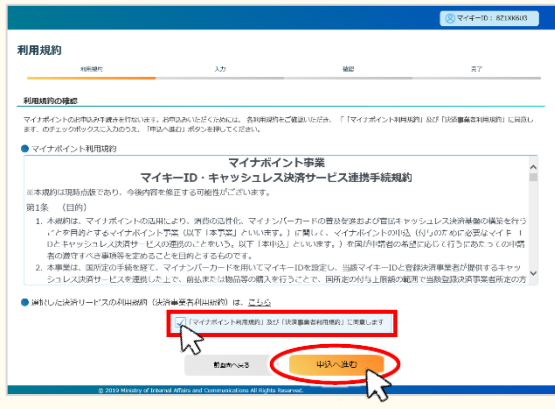 マイキーID : 8Z1XK6U3
利用規約
利用規約 入力 確認 完了
利用規約の確認
マイナポイントのお申込み手続きを行ないます。お申込みいただくためには、各利用規約をご確認いただき、「「マイナポイント利用規約」及び「決済事業者利用規約」に同意し
ます」のチェックボックスに入力のうえ、「申込へ進む」ボタンを押してください。
マイナポイント利用規約
マイナポイント事業
マイキーID・キャッシュレス決済サービス連携手続規約
※本規約は現時点版であり、今後内容を修正する可能性がございます。
第1条 (目的)
1. 本規約は、マイナポイントの活用により、消費の活性化、マイナンバーカードの普及促進および官民キャッシュレス決済基盤の構築を行う
ことを目的とするマイナポイント事業(以下「本事業」といいます。)に関して、マイナポイントの申込(付与のために必要なマイキーI
Dとキャッシュレス決済サービスの連携のことをいう。以下「本申込」といいます。)を国が申請者の希望に応じて行うにあたっての申請
者の遵守すべき事項等を定めることを目的とするものです。
2. 本事業は、国所定の手続を経て、マイナンバーカードを用いてマイキーIDを設定し、当該マイキーIDと登録決済事業者が提供するキャッ
シュレス決済サービスを連携した上で、前払または物品等の購入を行うことで、国所定の付与上限額の範囲で当該登録決済事業者所定の方
選択した決済サービスの利用規約(決済事業者利用規約)は、こちら
「マイナポイント利用規約」及び「決済事業者利用規約」に同意します
前画面へ戻る 申込へ進む
© 2019 Ministry of Internal Affairs and Communications All Rights Reserved.